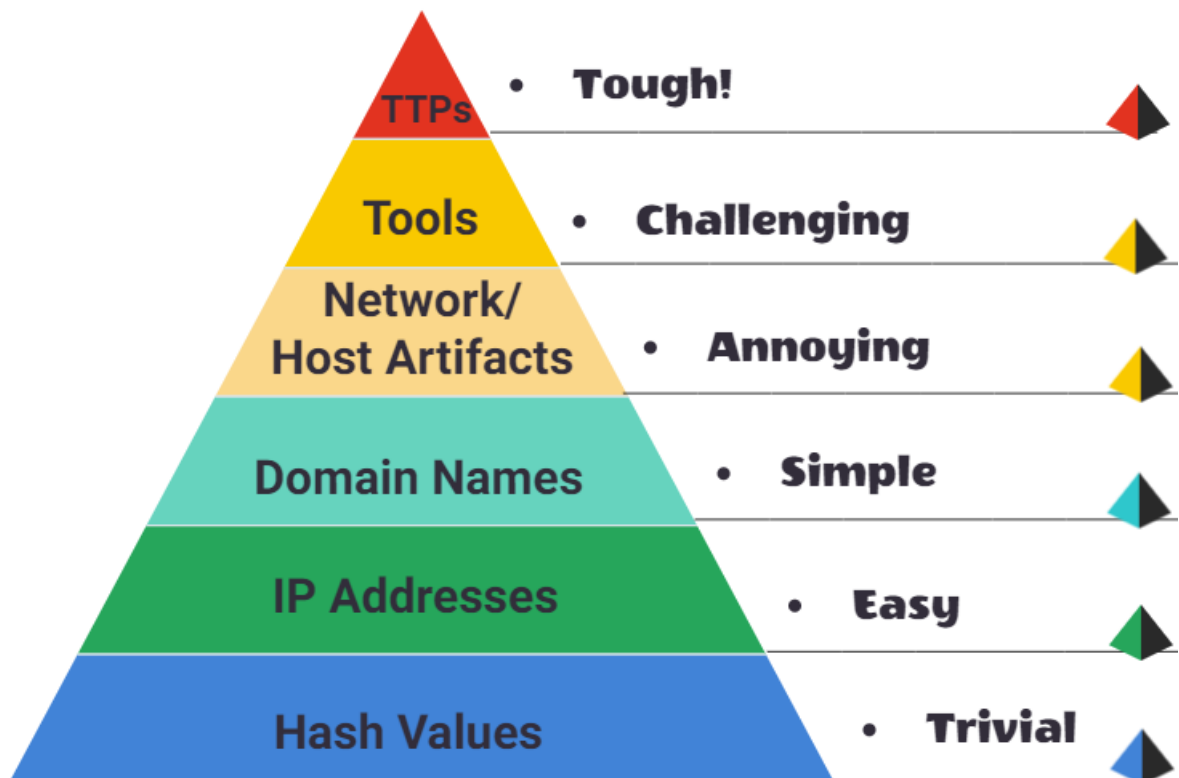 TTPs
• Tough!
Tools
• Challenging
Network/
Host Artifacts
• Annoying
Domain Names
• Simple
IP Addresses
• Easy
Hash Values
• Trivial